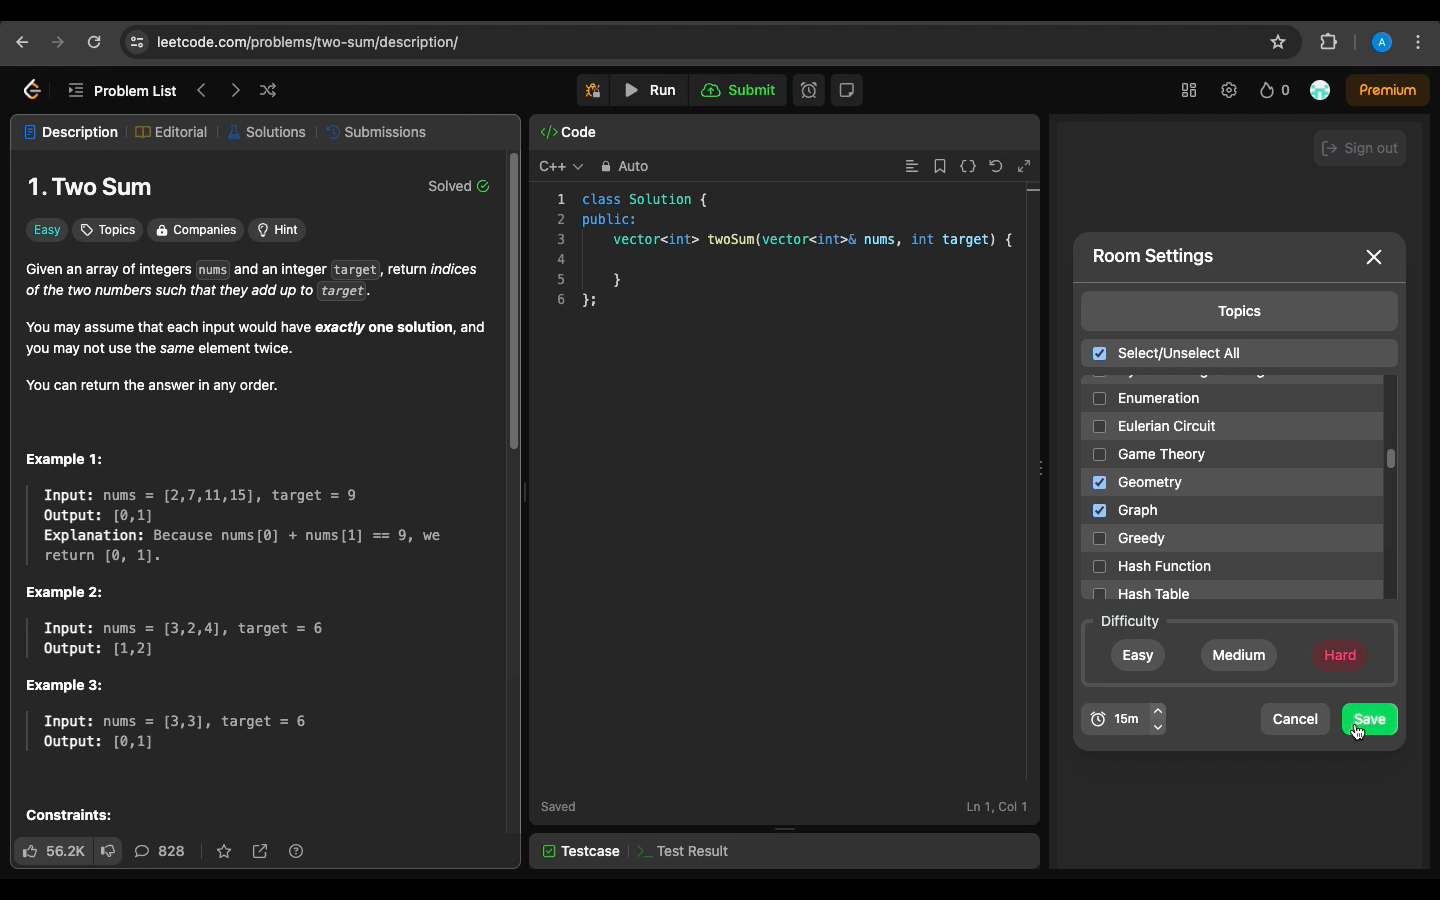 leetcode.com/problems/two-sum/description/
A
Problem List
Run
Submit
0
Premium
Description
Editorial
Solutions
Submissions
1. Two Sum
Solved
Easy
Topics
Companies
Hint
Given an array of integers nums and an integer target, return indices
of the two numbers such that they add up to target.
You may assume that each input would have exactly one solution, and
you may not use the same element twice.
You can return the answer in any order.
Example 1:
Input: nums = [2,7,11,15], target = 9
Output: [0,1]
Explanation: Because nums[0] + nums[1] == 9, we
return [0, 1].
Example 2:
Input: nums = [3,2,4], target = 6
Output: [1,2]
Example 3:
Input: nums = [3,3], target = 6
Output: [0,1]
Constraints:
56.2K
828
</> Code
C++
Auto
1 class Solution {
2 public:
3 vector<int> twoSum(vector<int>& nums, int target) {
4
5 }
6 };
Saved
Ln 1, Col 1
Testcase
Test Result
Sign out
Room Settings
Topics
Select/Unselect All
Enumeration
Eulerian Circuit
Game Theory
Geometry
Graph
Greedy
Hash Function
Hash Table
Difficulty
Easy
Medium
Hard
15m
Cancel
Save